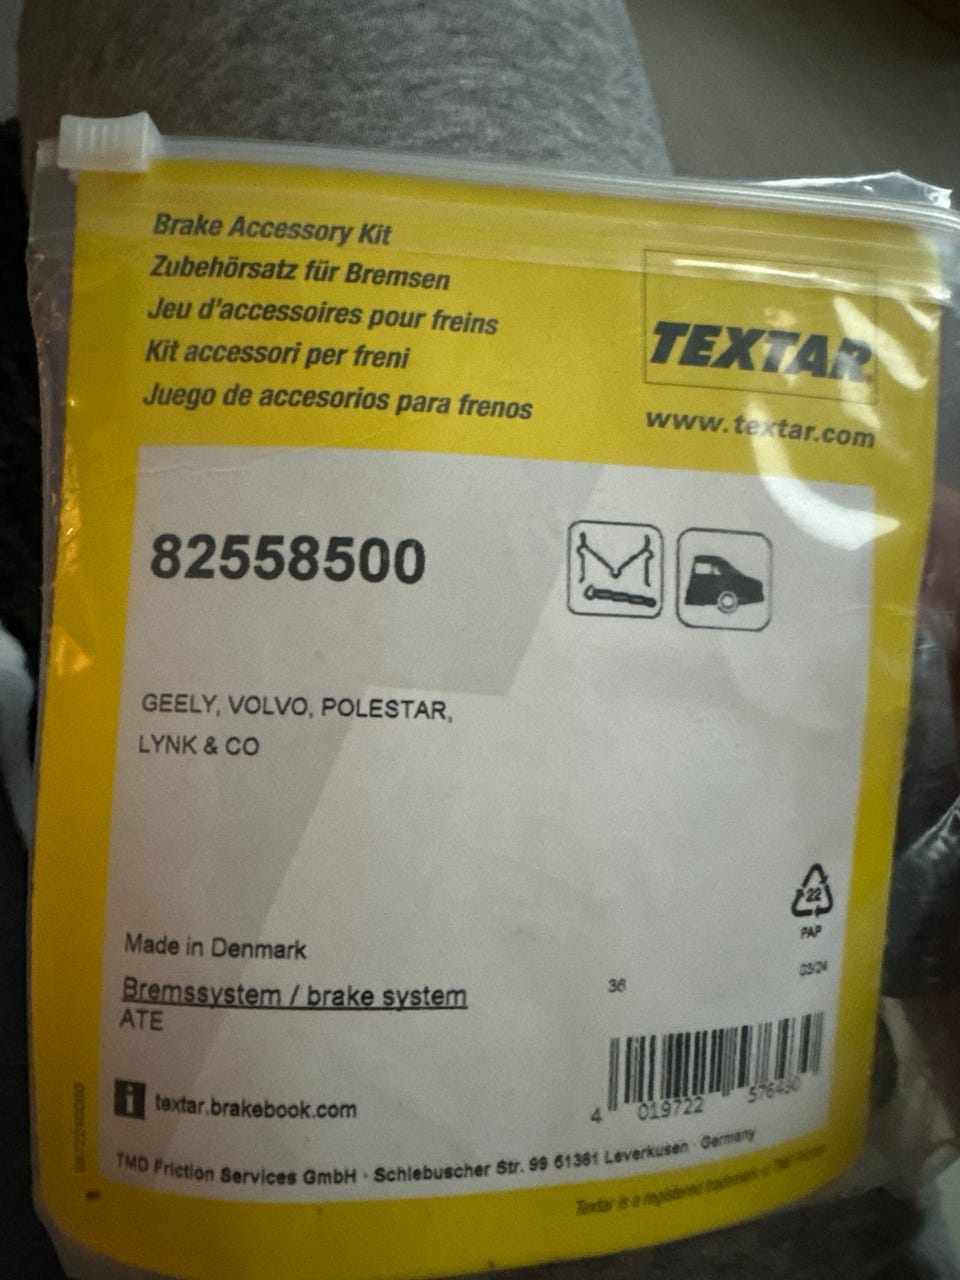 Brake Accessory Kit
Zubehörsatz für Bremsen
Jeu d'accessoires pour freins
Kit accessori per freni
Juego de accesorios para frenos
TEXTAR
www.textar.com
82558500
GEELY, VOLVO, POLESTAR,
LYNK & CO
22
PAP
Made in Denmark
03/24
Bremssystem / brake system
36
ATE
textar.brakebook.com
4 019722 576430
TMD Friction Services GmbH · Schlebuscher Str. 99 51381 Leverkusen · Germany
Textar is a registered trademark of TMD Friction